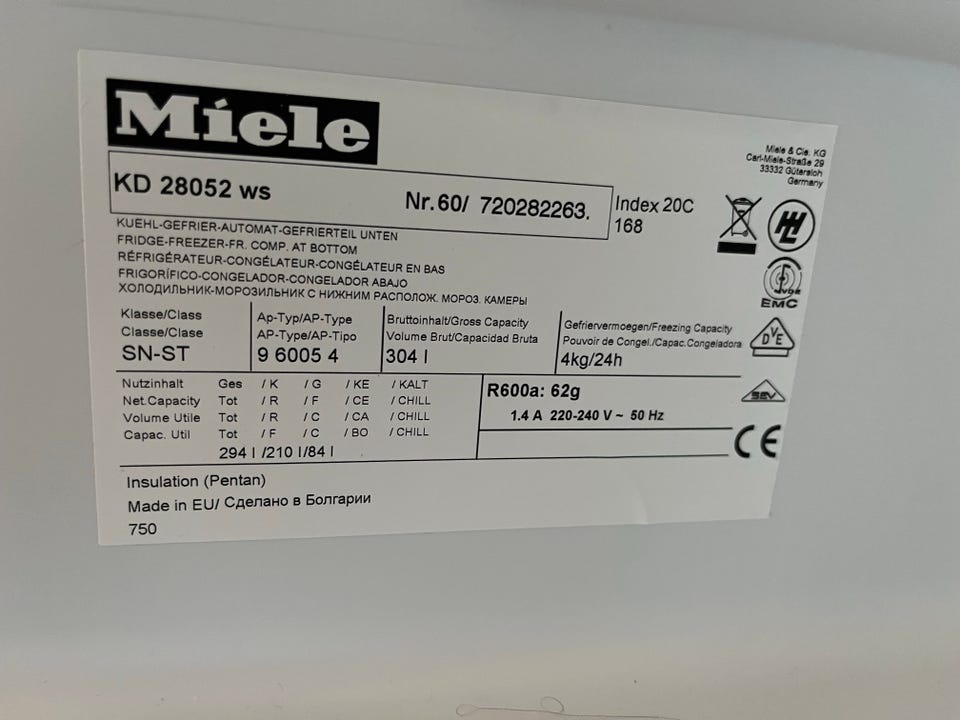 Miele
Miele & Cie. KG
Carl-Miele-Straße 29
33332 Gütersloh
Germany
KD 28052 ws Nr.60/ 720282263. Index 20C
168
KUEHL-GEFRIER-AUTOMAT-GEFRIERTEIL UNTEN
FRIDGE-FREEZER-FR. COMP. AT BOTTOM
RÉFRIGÉRATEUR-CONGÉLATEUR-CONGÉLATEUR EN BAS
FRIGORÍFICO-CONGELADOR-CONGELADOR ABAJO
ХОЛОДИЛЬНИК-МОРОЗИЛЬНИК С НИЖНИМ РАСПОЛОЖ. МОРОЗ. КАМЕРЫ
VDE
EMC
Klasse/Class
Classe/Clase
SN-ST
Ap-Typ/AP-Type
AP-Type/AP-Tipo
9 6005 4
Bruttoinhalt/Gross Capacity
Volume Brut/Capacidad Bruta
304 l
Gefriervermoegen/Freezing Capacity
Pouvoir de Congel./Capac.Congeladora
4kg/24h
DVE
Nutzinhalt Ges / K / G / KE / KALT
Net.Capacity Tot / R / F / CE / CHILL
Volume Utile Tot / R / C / CA / CHILL
Capac. Util Tot / F / C / BO / CHILL
294 l /210 l/84 l
R600a: 62g
1.4 A 220-240 V ~ 50 Hz
SEV
CE
Insulation (Pentan)
Made in EU/ Сделано в Болгарии
750